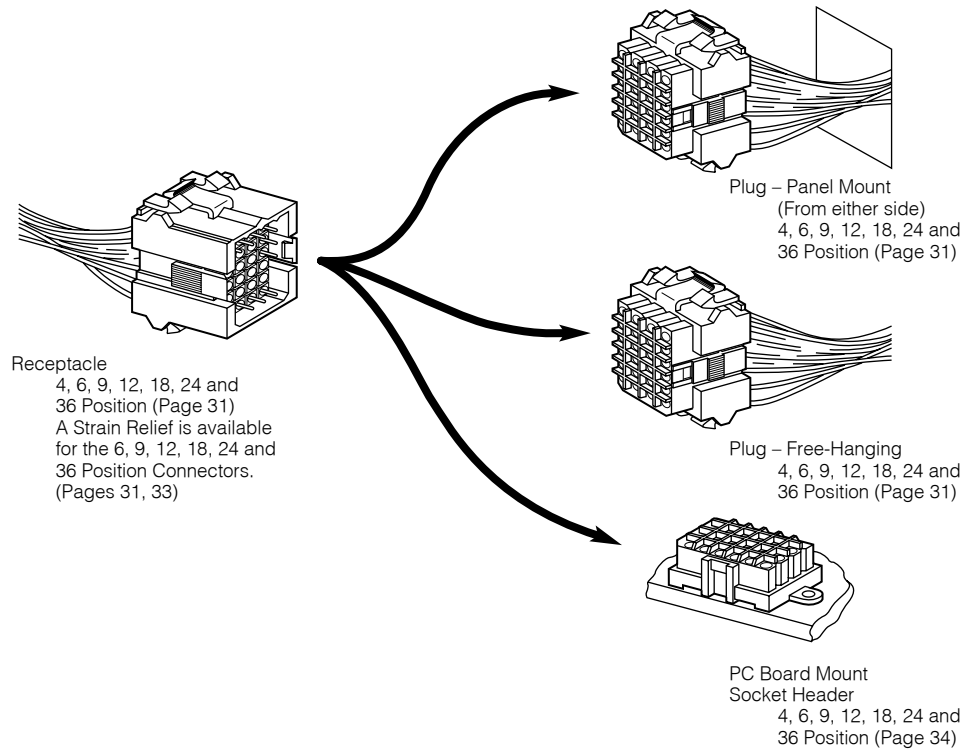 Plug – Panel Mount
(From either side)
4, 6, 9, 12, 18, 24 and
36 Position (Page 31)
Receptacle
4, 6, 9, 12, 18, 24 and
36 Position (Page 31)
A Strain Relief is available
for the 6, 9, 12, 18, 24 and
36 Position Connectors.
(Pages 31, 33)
Plug – Free-Hanging
4, 6, 9, 12, 18, 24 and
36 Position (Page 31)
PC Board Mount
Socket Header
4, 6, 9, 12, 18, 24 and
36 Position (Page 34)